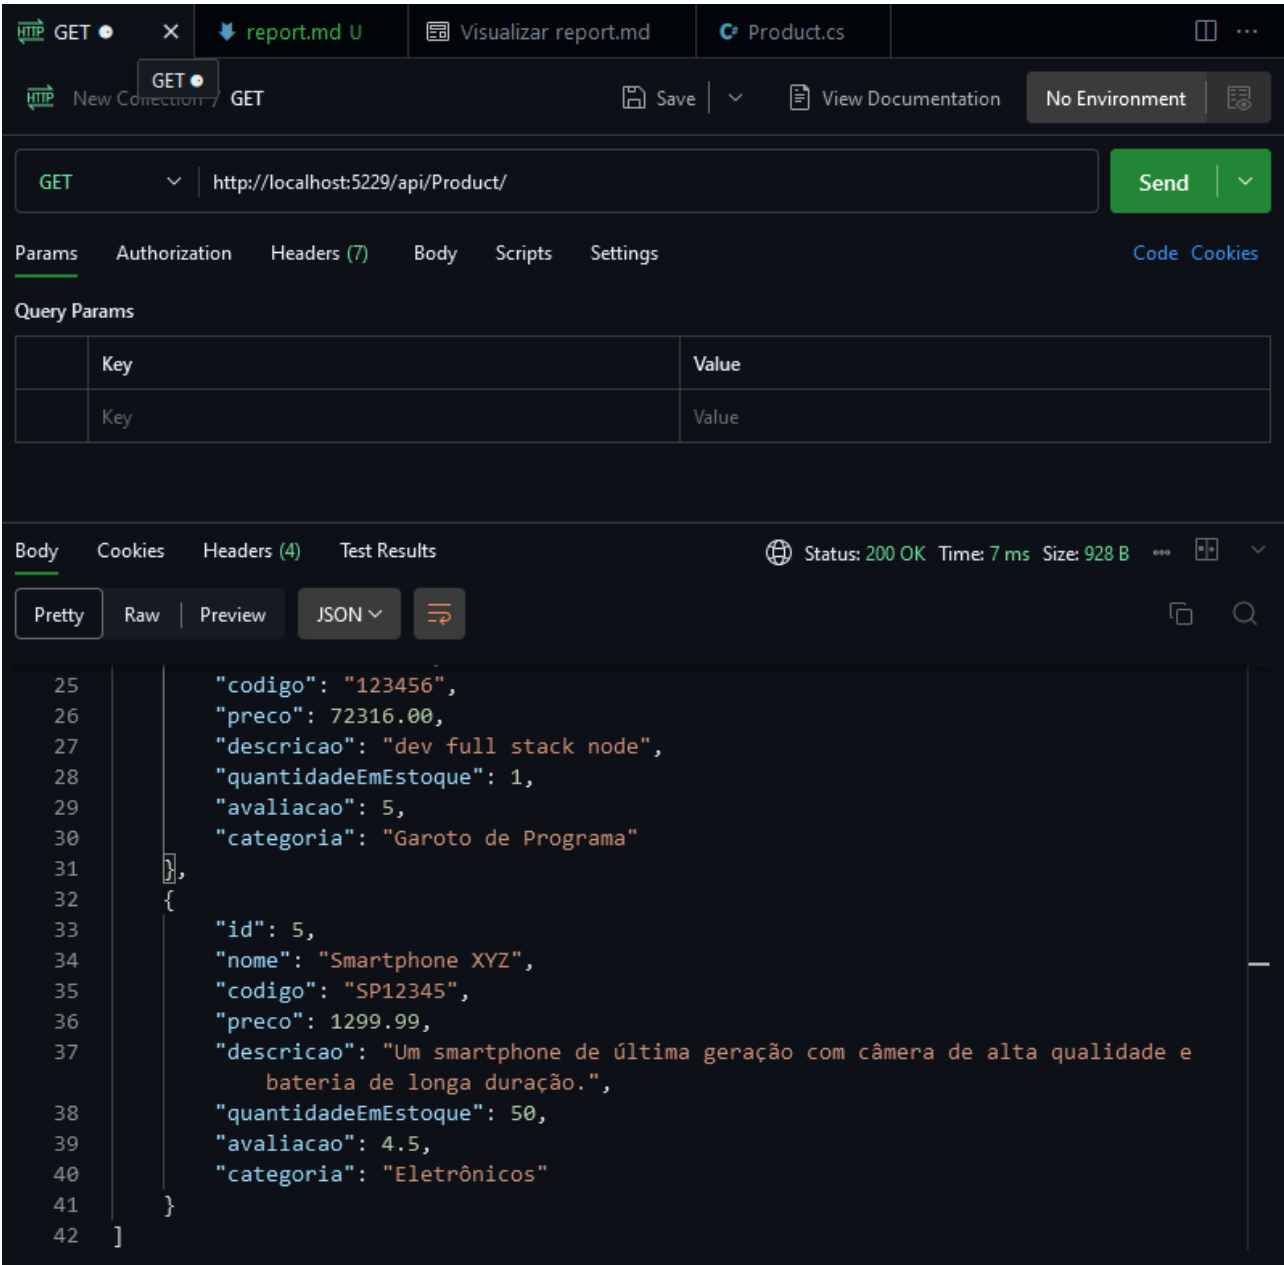 HTTP GET
report.md U
Visualizar report.md
C# Product.cs
GET
HTTP New Collection / GET
Save
View Documentation
No Environment
GET
http://localhost:5229/api/Product/
Send
Params Authorization Headers (7) Body Scripts Settings
Code Cookies
Query Params
Key Value
Key Value
Body Cookies Headers (4) Test Results
Status: 200 OK Time: 7 ms Size: 928 B
Pretty Raw Preview JSON
25 "codigo": "123456",
26 "preco": 72316.00,
27 "descricao": "dev full stack node",
28 "quantidadeEmEstoque": 1,
29 "avaliacao": 5,
30 "categoria": "Garoto de Programa"
31 },
32 {
33 "id": 5,
34 "nome": "Smartphone XYZ",
35 "codigo": "SP12345",
36 "preco": 1299.99,
37 "descricao": "Um smartphone de última geração com câmera de alta qualidade e
bateria de longa duração.",
38 "quantidadeEmEstoque": 50,
39 "avaliacao": 4.5,
40 "categoria": "Eletrônicos"
41 }
42 ]